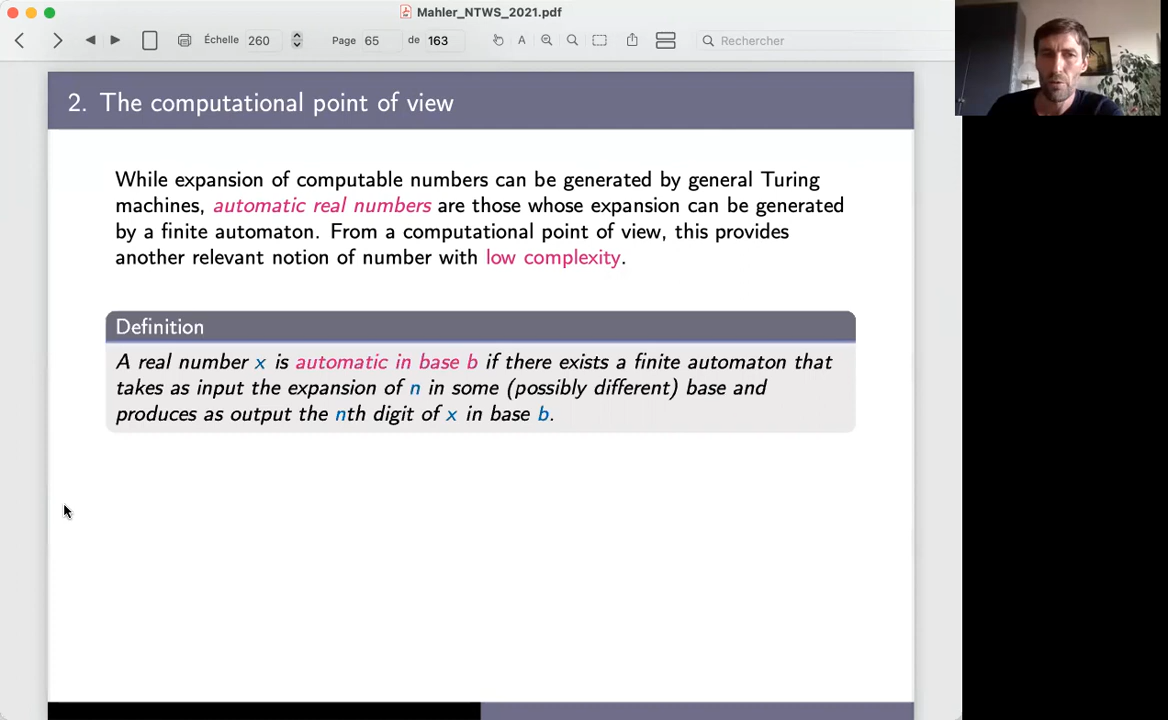 Mahler_NTWS_2021.pdf
Échelle 260 Page 65 de 163 Rechercher
2. The computational point of view
While expansion of computable numbers can be generated by general Turing
machines, automatic real numbers are those whose expansion can be generated
by a finite automaton. From a computational point of view, this provides
another relevant notion of number with low complexity.
Definition
A real number x is automatic in base b if there exists a finite automaton that
takes as input the expansion of n in some (possibly different) base and
produces as output the nth digit of x in base b.